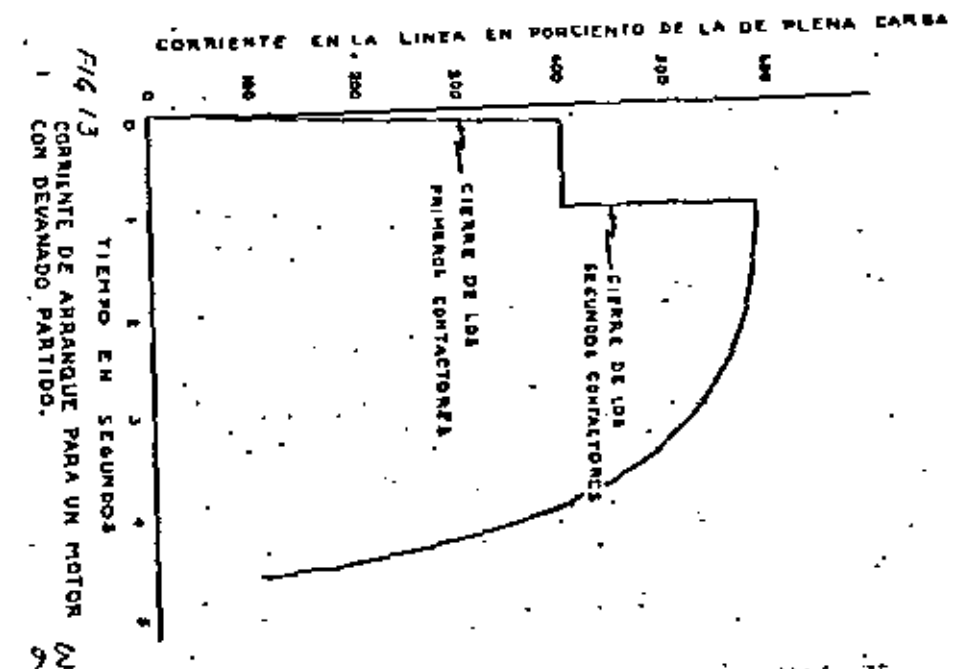 CORRIENTE EN LA LINEA EN PORCIENTO DE LA DE PLENA CARGA
0 100 200 300 400 500 600
CIERRE DE LOS
PRIMEROS CONTACTORES
CIERRE DE LOS
SEGUNDOS CONTACTORES
0 1 2 3 4 5
TIEMPO EN SEGUNDOS
FIG 13
CORRIENTE DE ARRANQUE PARA UN MOTOR
CON DEVANADO PARTIDO.